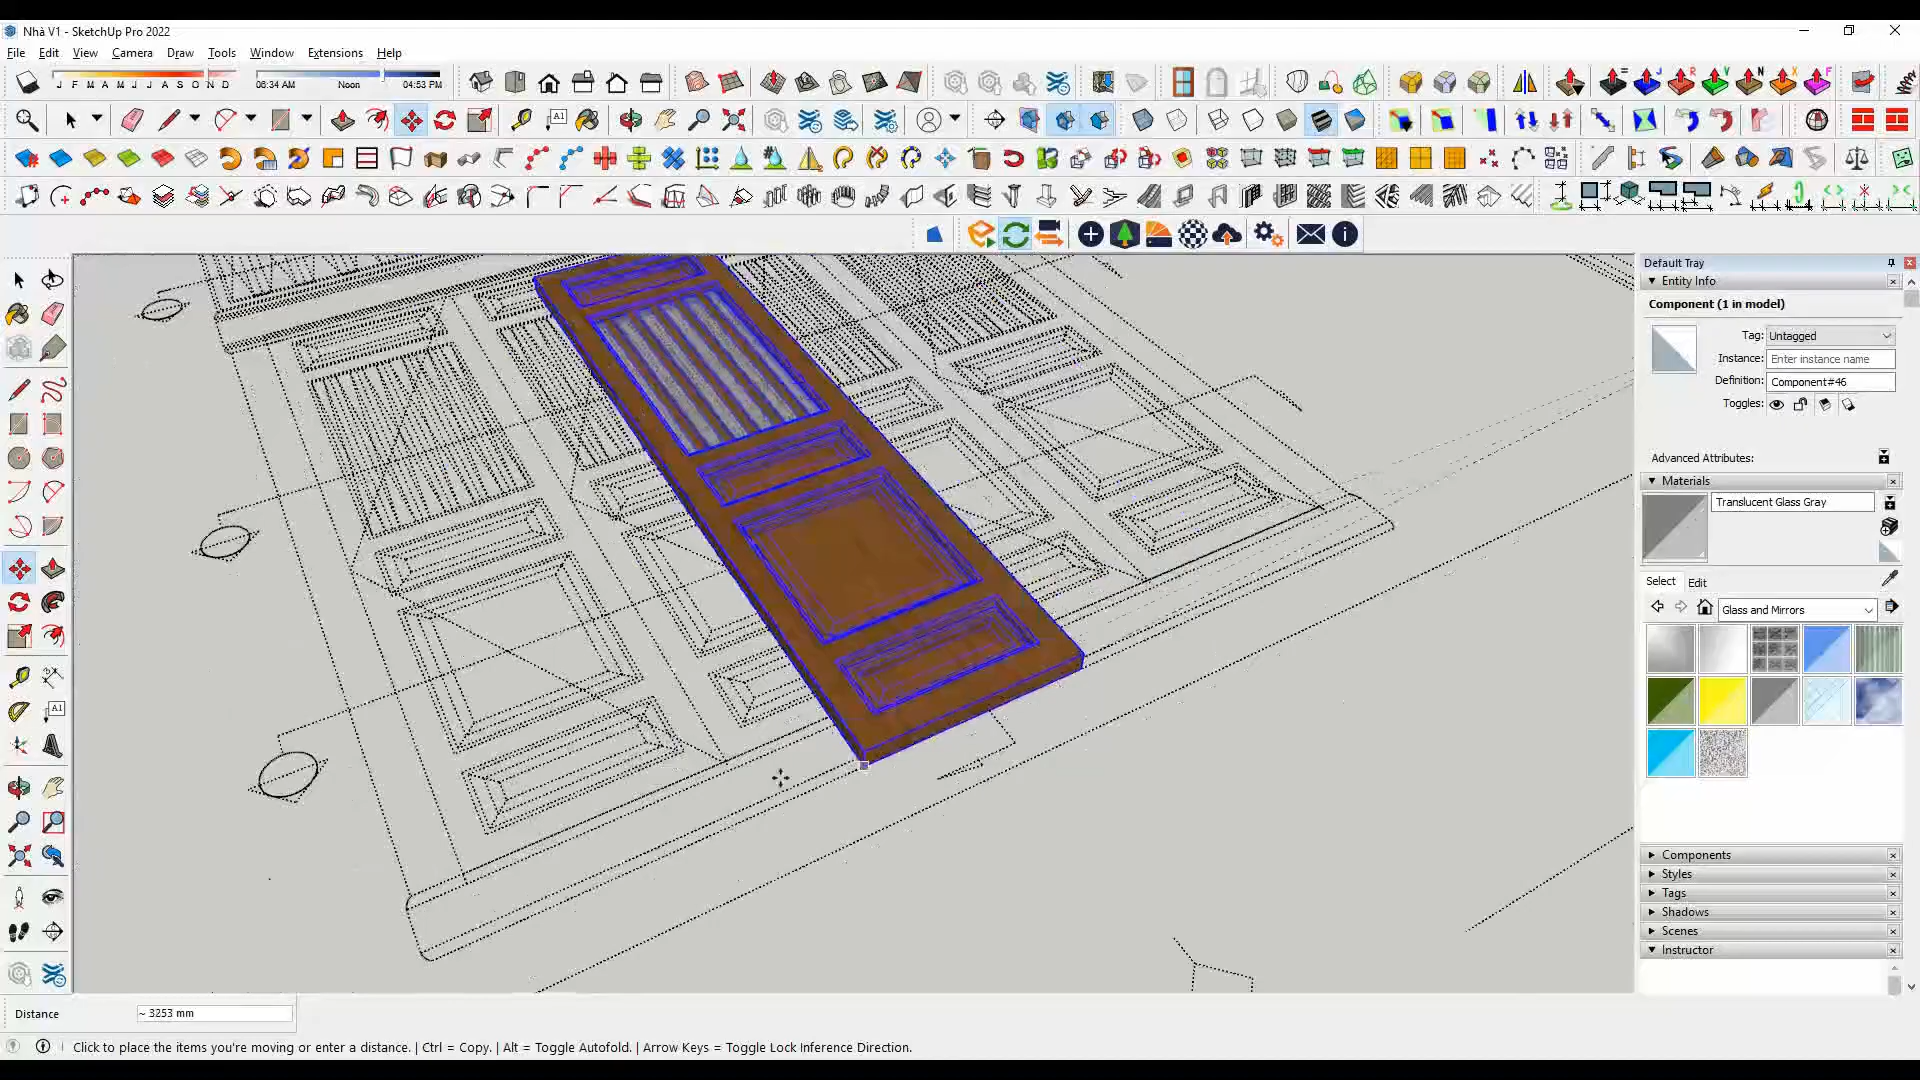 Nhà V1 - SketchUp Pro 2022
File Edit View Camera Draw Tools Window Extensions Help
J F M A M J J A S O N D
06:34 AM Noon 04:53 PM
A1
Default Tray
Entity Info
Component (1 in model)
Tag: Untagged
Instance: Enter instance name
Definition: Component#46
Toggles:
Advanced Attributes:
Materials
Translucent Glass Gray
Select Edit
Glass and Mirrors
A1
Components
Styles
Tags
Shadows
Scenes
Instructor
Distance ~ 3253 mm
Click to place the items you're moving or enter a distance. | Ctrl = Copy. | Alt = Toggle Autofold. | Arrow Keys = Toggle Lock Inference Direction.